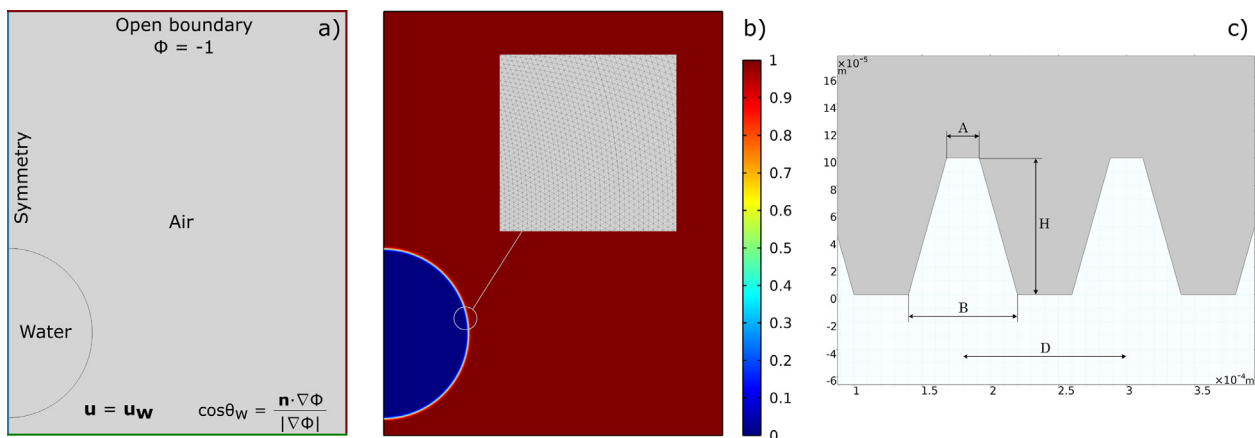 Open boundary
Φ = -1
a)
Symmetry
Air
Water
u = u_w
cosθ_w = n·∇Φ / |∇Φ|
b)
1
0.9
0.8
0.7
0.6
0.5
0.4
0.3
0.2
0.1
0
c)
×10⁻⁵
m
16
14
12
10
8
6
4
2
0
-2
-4
-6
A
H
B
D
1
1.5
2
2.5
3
3.5
×10⁻⁴m